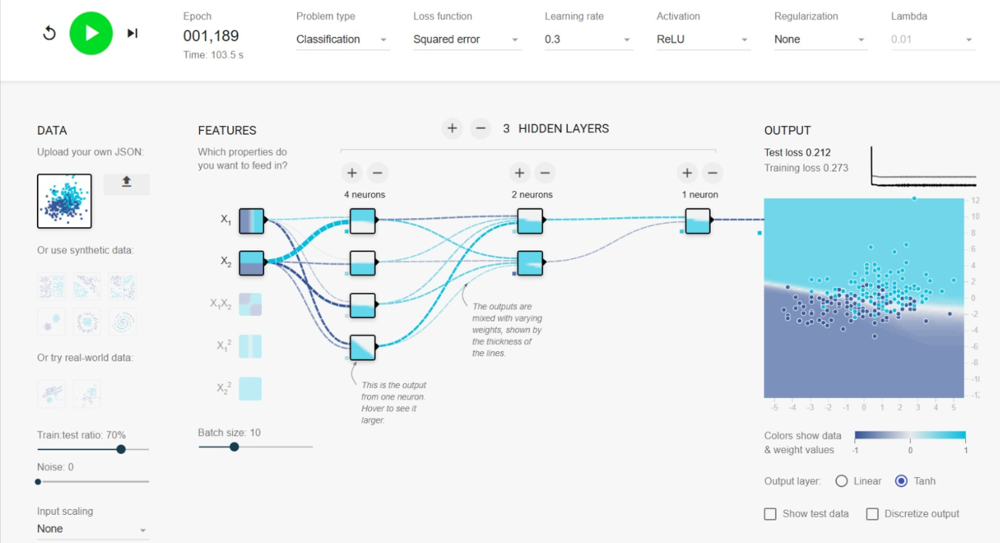 Epoch
001,189
Time: 103.5 s
Problem type
Classification
Loss function
Squared error
Learning rate
0.3
Activation
ReLU
Regularization
None
Lambda
0.01
DATA
Upload your own JSON:
Or use synthetic data:
Or try real-world data:
Train:test ratio: 70%
Noise: 0
Input scaling
None
FEATURES
Which properties do
you want to feed in?
X1
X2
X1X2
X1²
X2²
Batch size: 10
+ − 3 HIDDEN LAYERS
+ −
4 neurons
+ −
2 neurons
+ −
1 neuron
The outputs are
mixed with varying
weights, shown by
the thickness of
the lines.
This is the output
from one neuron.
Hover to see it
larger.
OUTPUT
Test loss 0.212
Training loss 0.273
12
10
8
6
4
2
0
-2
-4
-6
-8
-5 -4 -3 -2 -1 0 1 2 3 4 5
Colors show data
& weight values
-1 0 1
Output layer: Linear Tanh
Show test data Discretize output